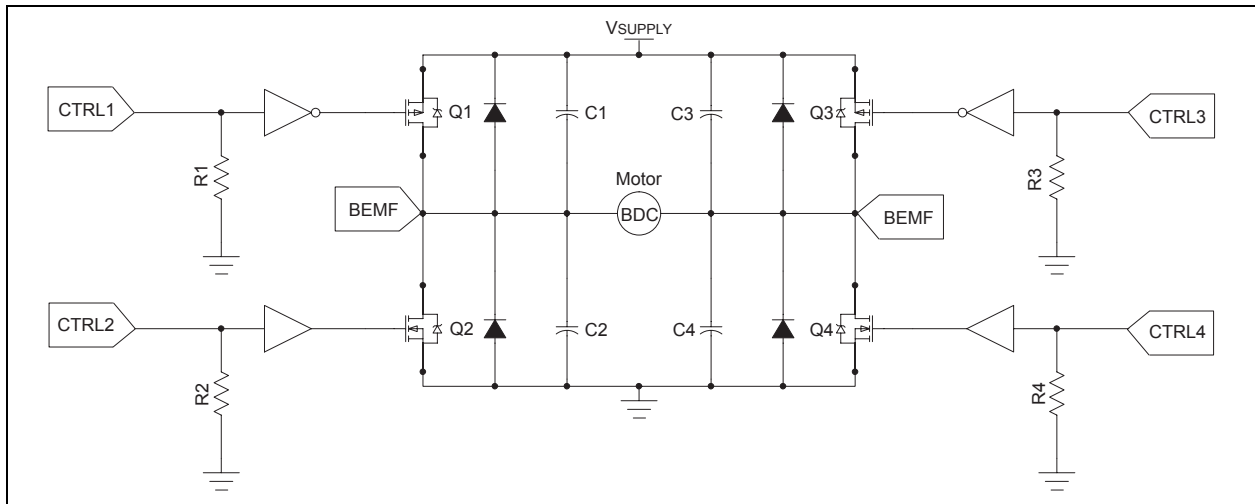 VSUPPLY
CTRL1
Q1
C1
C3
Q3
CTRL3
R1
R3
BEMF
Motor
BDC
BEMF
CTRL2
Q2
C2
C4
Q4
CTRL4
R2
R4